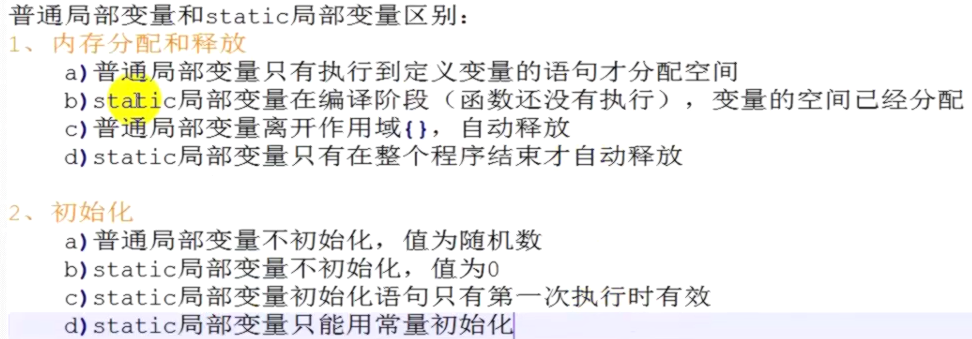 普通局部变量和static局部变量区别：
1、内存分配和释放
a)普通局部变量只有执行到定义变量的语句才分配空间
b)static局部变量在编译阶段（函数还没有执行），变量的空间已经分配
c)普通局部变量离开作用域{}，自动释放
d)static局部变量只有在整个程序结束才自动释放
2、初始化
a)普通局部变量不初始化，值为随机数
b)static局部变量不初始化，值为0
c)static局部变量初始化语句只有第一次执行时有效
d)static局部变量只能用常量初始化